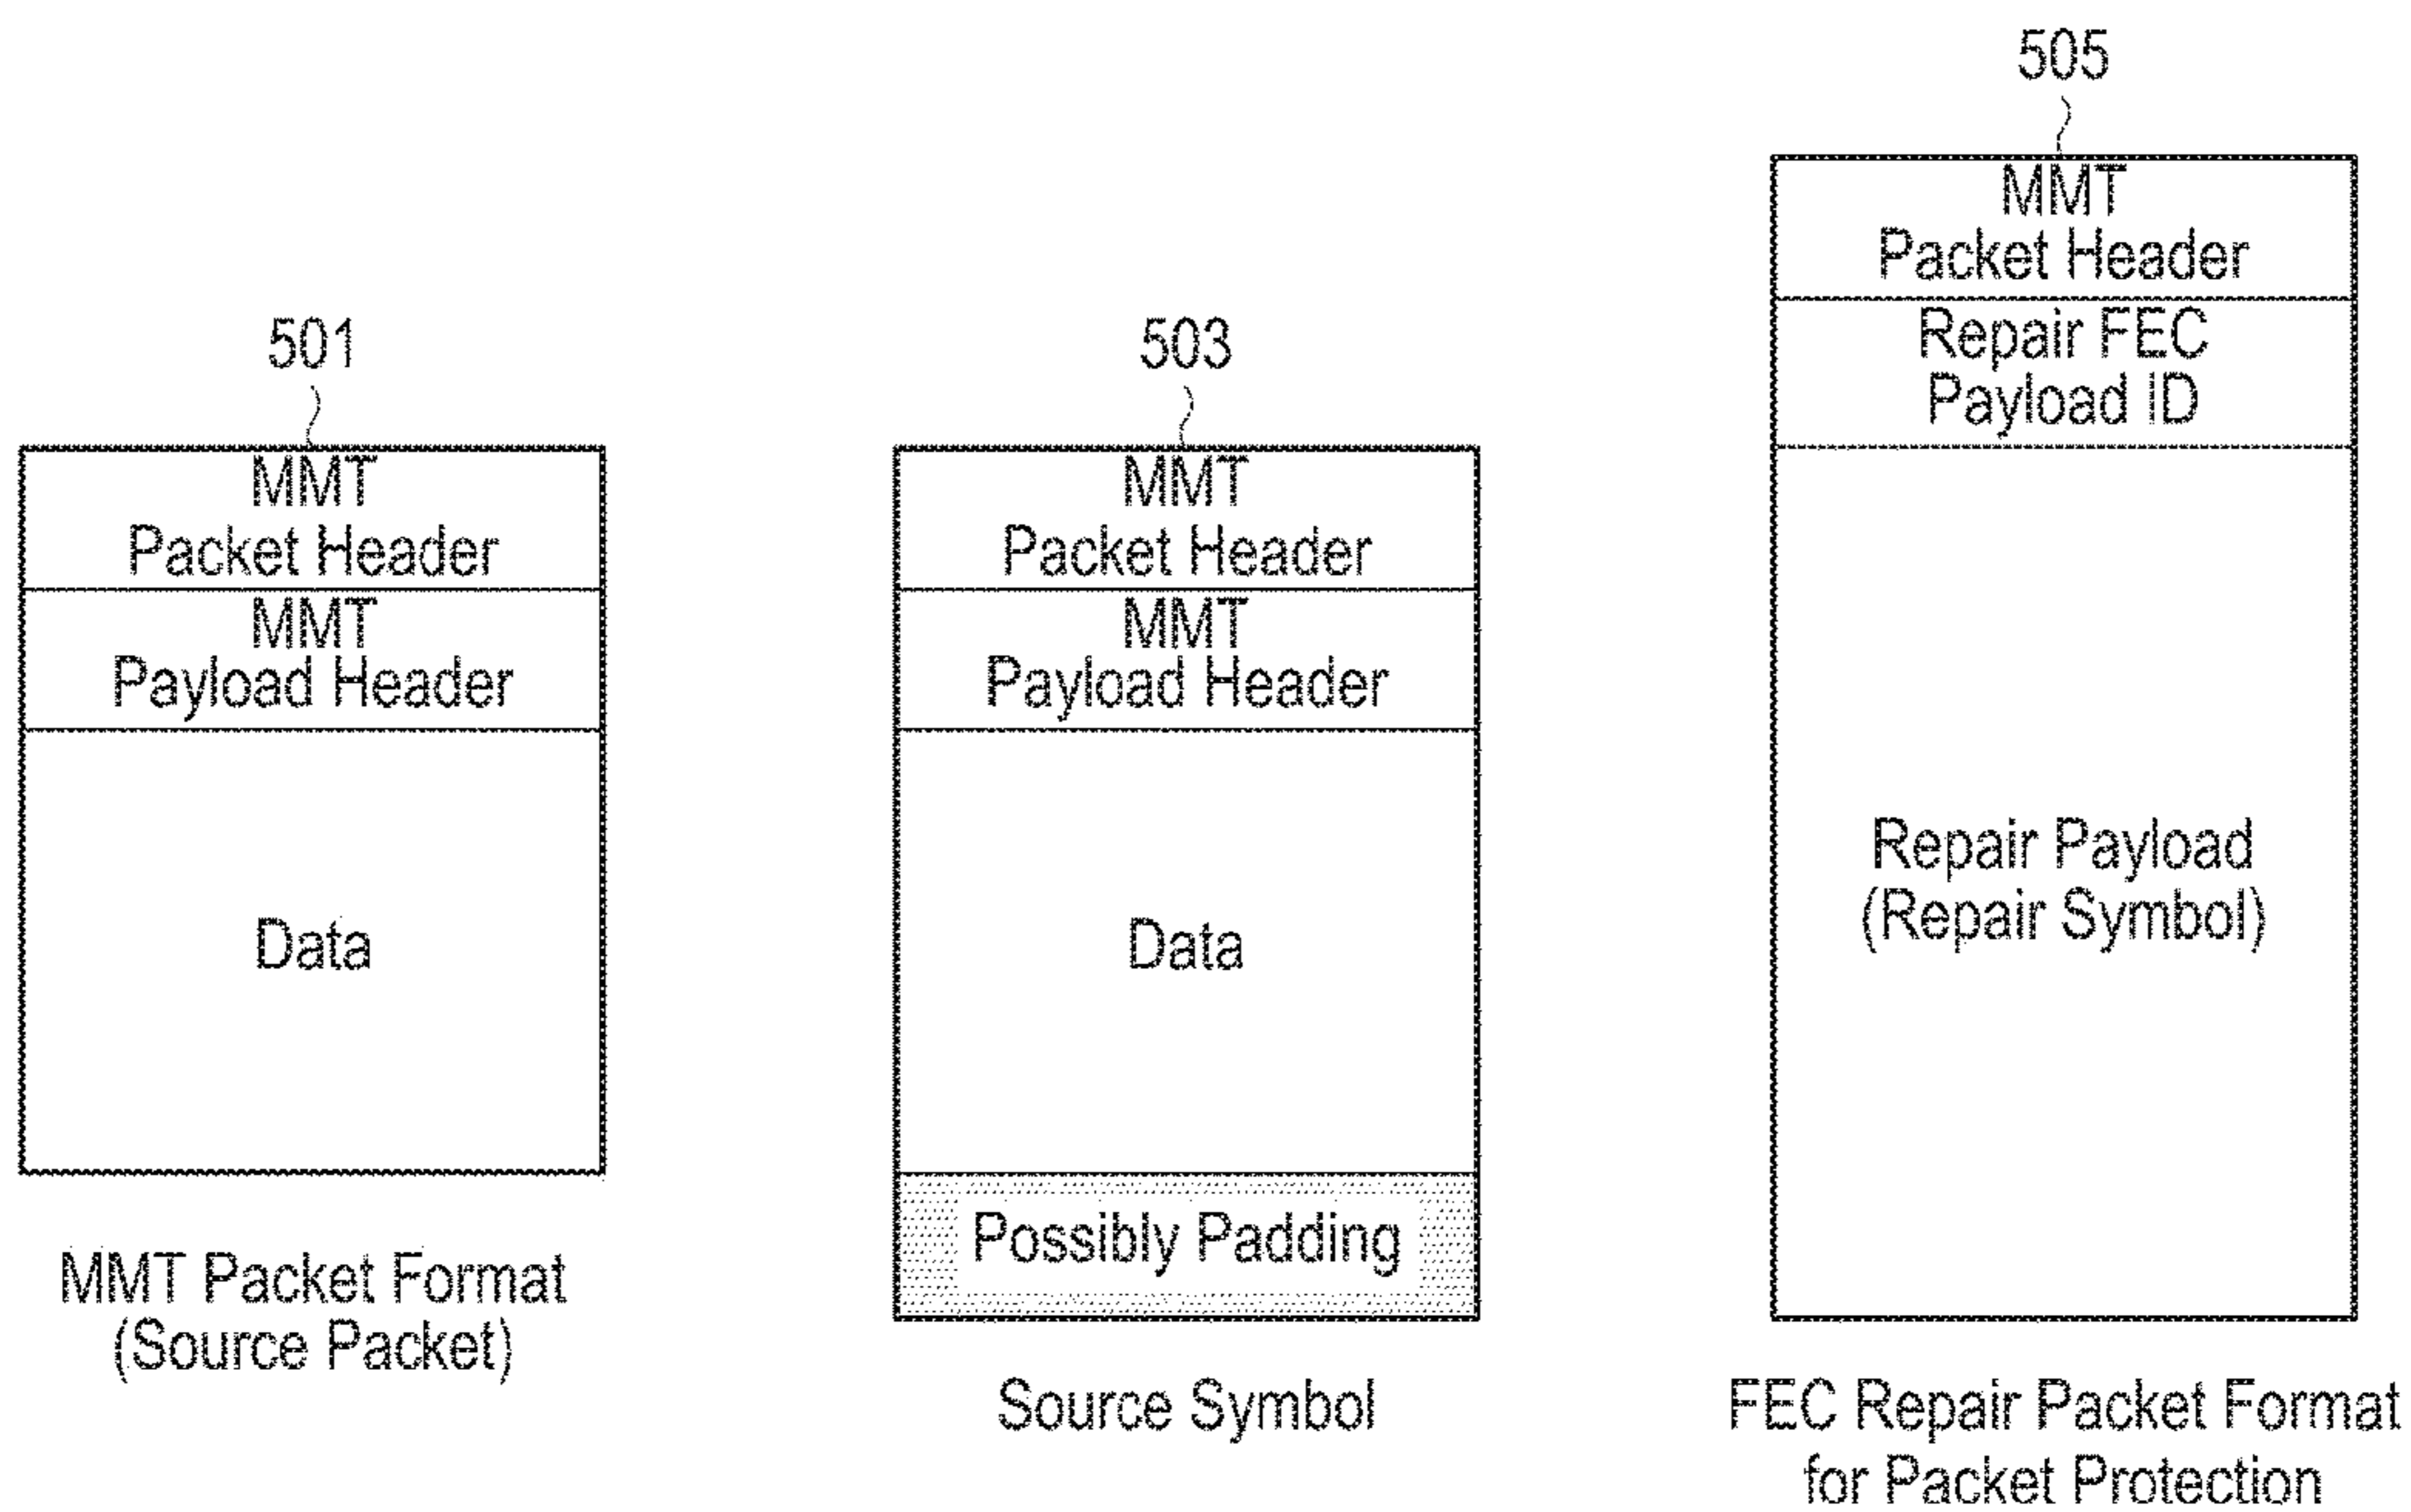 501
MMT
Packet Header
MMT
Payload Header
Data
MMT Packet Format
(Source Packet)
503
MMT
Packet Header
MMT
Payload Header
Data
Possibly Padding
Source Symbol
505
MMT
Packet Header
Repair FEC
Payload ID
Repair Payload
(Repair Symbol)
FEC Repair Packet Format
for Packet Protection